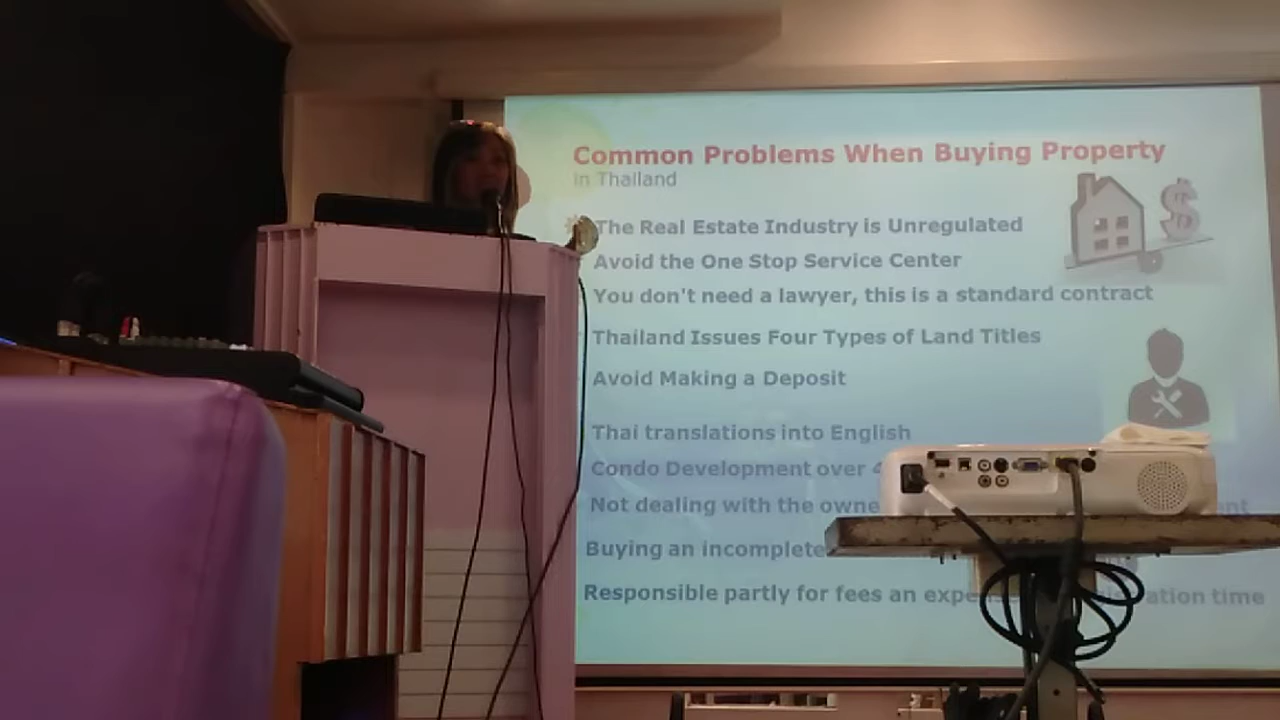 Common Problems When Buying Property
in Thailand
The Real Estate Industry is Unregulated
Avoid the One Stop Service Center
You don't need a lawyer, this is a standard contract
Thailand Issues Four Types of Land Titles
Avoid Making a Deposit
Thai translations into English
Condo Development over
Not dealing with the
Buying an incomplete
Responsible partly for fees an time